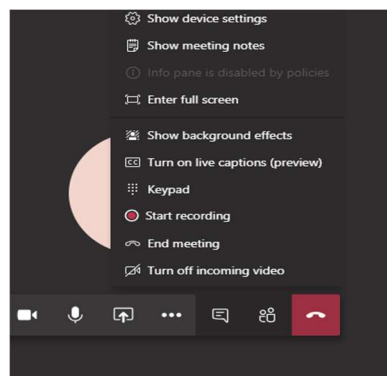 Show device settings
Show meeting notes
Info pane is disabled by policies
Enter full screen
Show background effects
CC Turn on live captions (preview)
Keypad
Start recording
End meeting
Turn off incoming video